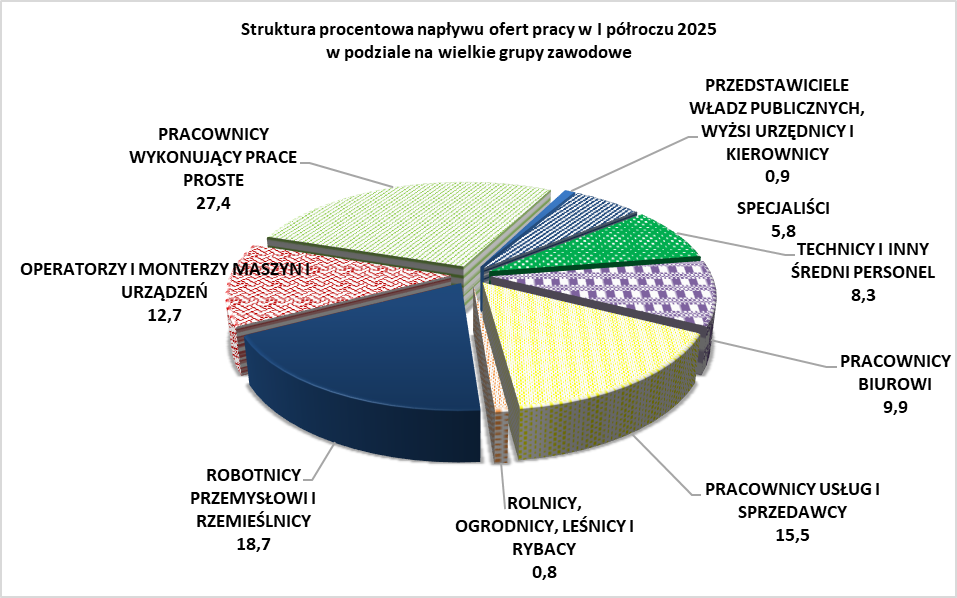 Struktura procentowa napływu ofert pracy w I półroczu 2025
w podziale na wielkie grupy zawodowe
PRZEDSTAWICIELE
WŁADZ PUBLICZNYCH,
WYŻSI URZĘDNICY I
KIEROWNICY
0,9
SPECJALIŚCI
5,8
TECHNICY I INNY
ŚREDNI PERSONEL
8,3
PRACOWNICY
BIUROWI
9,9
PRACOWNICY USŁUG I
SPRZEDAWCY
15,5
ROLNICY,
OGRODNICY, LEŚNICY I
RYBACY
0,8
ROBOTNICY
PRZEMYSŁOWI I
RZEMIEŚLNICY
18,7
OPERATORZY I MONTERZY MASZYN I
URZĄDZEŃ
12,7
PRACOWNICY
WYKONUJĄCY PRACE
PROSTE
27,4